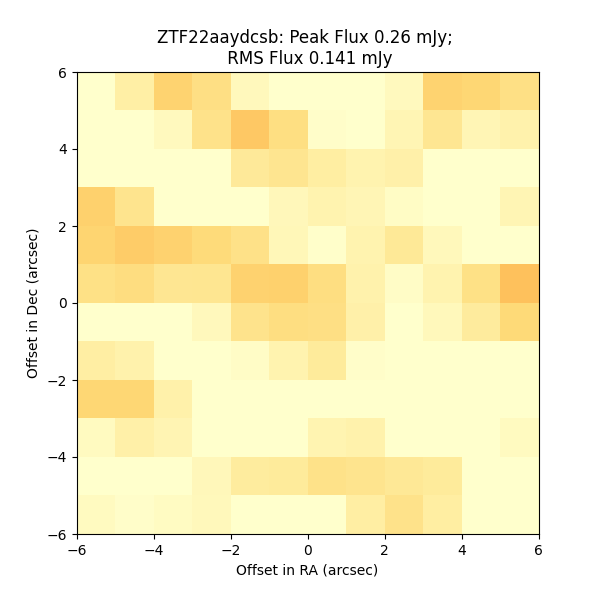 ZTF22aaydcsb: Peak Flux 0.26 mJy;
RMS Flux 0.141 mJy
6
4
2
0
−2
−4
−6
Offset in Dec (arcsec)
−6 −4 −2 0 2 4 6
Offset in RA (arcsec)